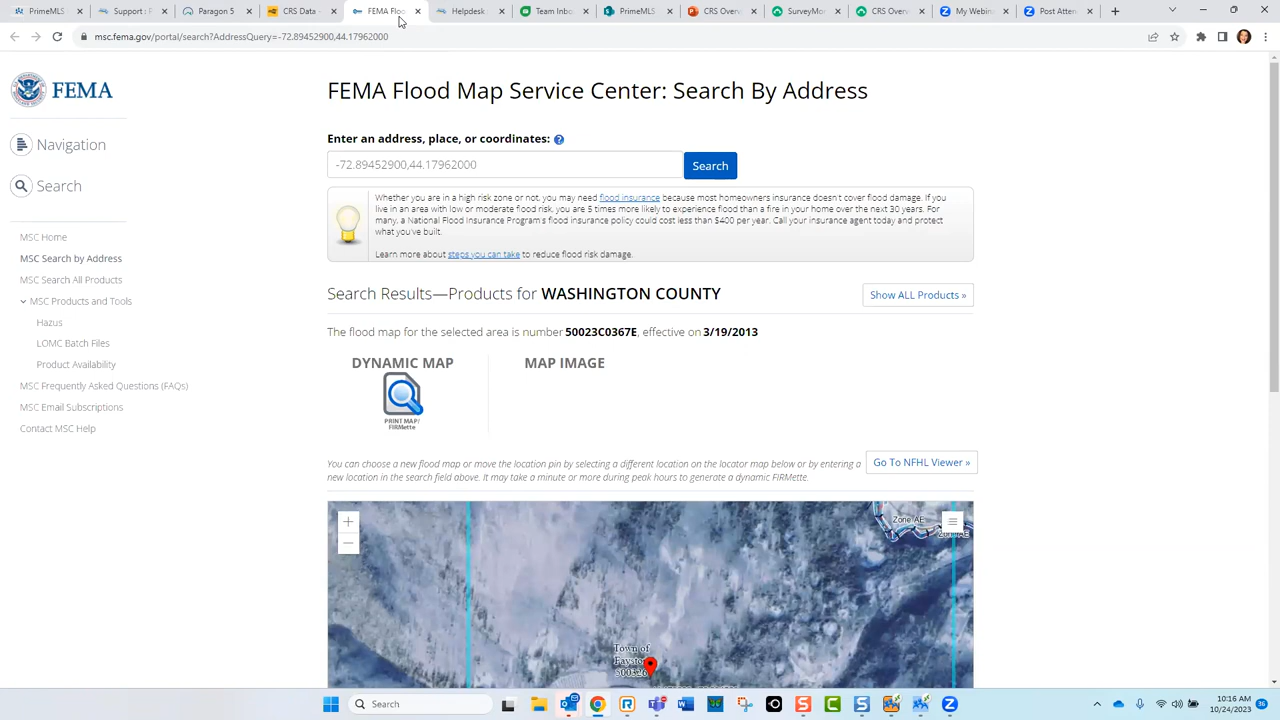 PrimeMLS
Support : F
Paragon 5
CRS Data
FEMA Floo
Helpdesk
Team Inbo
PrimeMLS
CRS Overv
SurveyMo
CRS Overv
My Webin
Post Atten
msc.fema.gov/portal/search?AddressQuery=-72.89452900,44.17962000
FEMA
Navigation
Search
MSC Home
MSC Search by Address
MSC Search All Products
MSC Products and Tools
Hazus
LOMC Batch Files
Product Availability
MSC Frequently Asked Questions (FAQs)
MSC Email Subscriptions
Contact MSC Help
FEMA Flood Map Service Center: Search By Address
Enter an address, place, or coordinates: ?
-72.89452900,44.17962000
Search
Whether you are in a high risk zone or not, you may need flood insurance because most homeowners insurance doesn't cover flood damage. If you
live in an area with low or moderate flood risk, you are 5 times more likely to experience flood than a fire in your home over the next 30 years. For
many, a National Flood Insurance Program's flood insurance policy could cost less than $400 per year. Call your insurance agent today and protect
what you've built.
Learn more about steps you can take to reduce flood risk damage.
Search Results—Products for WASHINGTON COUNTY
Show ALL Products »
The flood map for the selected area is number 50023C0367E, effective on 3/19/2013
DYNAMIC MAP
MAP IMAGE
PRINT MAP/
FIRMette
You can choose a new flood map or move the location pin by selecting a different location on the locator map below or by entering a
new location in the search field above. It may take a minute or more during peak hours to generate a dynamic FIRMette.
Go To NFHL Viewer »
Zone AE
Town of
Fayston
500320
Search
10:16 AM
10/24/2023
36